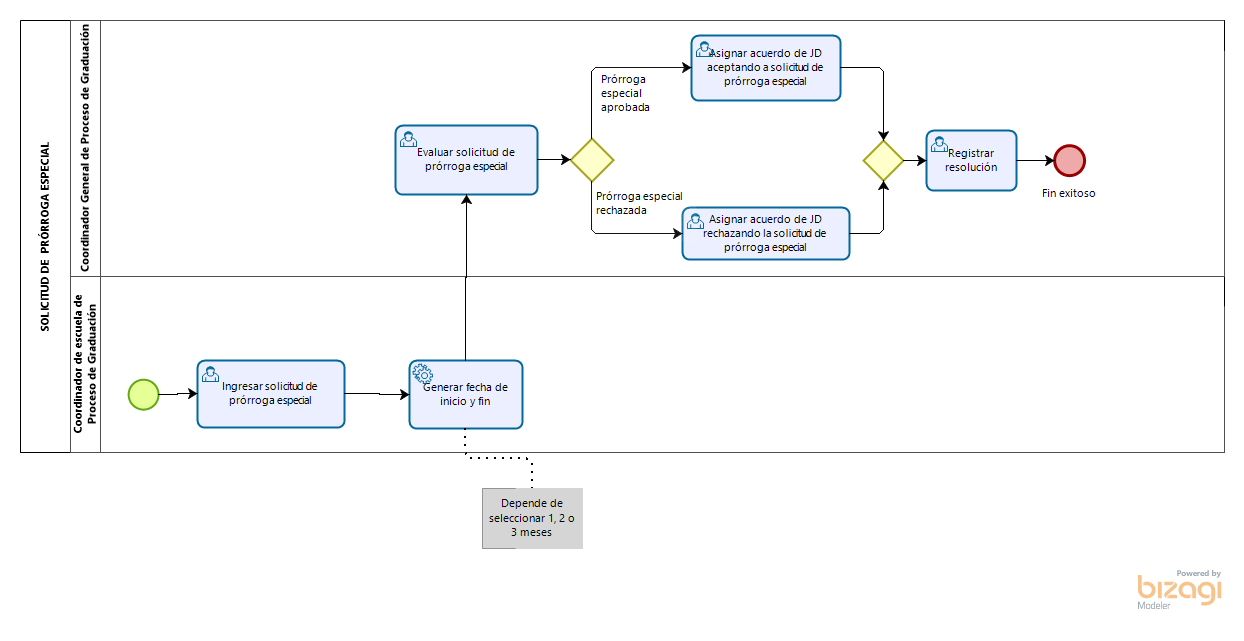 SOLICITUD DE PRÓRROGA ESPECIAL
Coordinador General de Proceso de Graduación
Evaluar solicitud de
prórroga especial
Prórroga
especial
aprobada
Asignar acuerdo de JD
aceptando a solicitud de
prórroga especial
Prórroga especial
rechazada
Asignar acuerdo de JD
rechazando la solicitud de
prórroga especial
Registrar
resolución
Fin exitoso
Coordinador de escuela de
Proceso de Graduación
Ingresar solicitud de
prórroga especial
Generar fecha de
inicio y fin
Depende de
seleccionar 1, 2 o
3 meses
Powered by
bizagi
Modeler